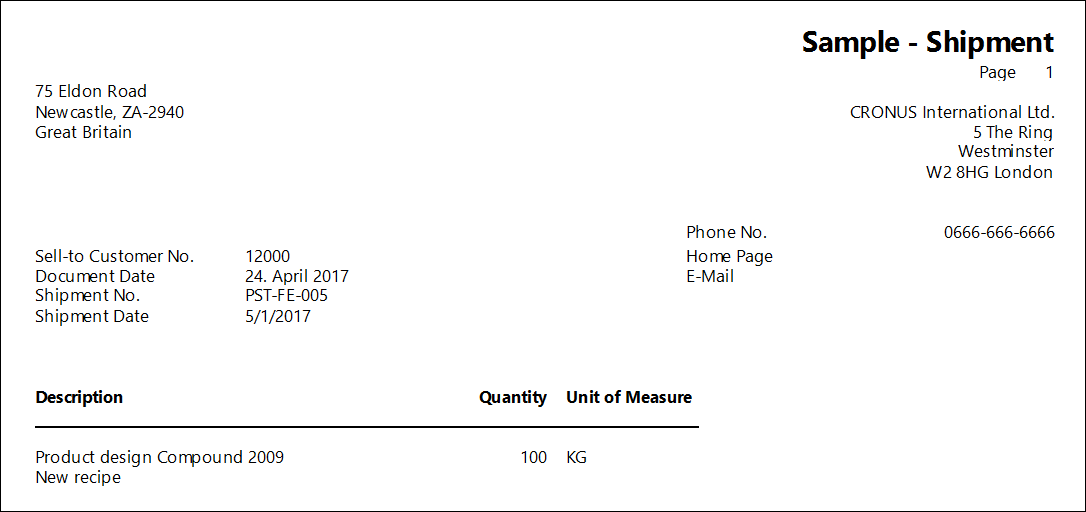 Sample - Shipment
Page 1
75 Eldon Road
Newcastle, ZA-2940
Great Britain
CRONUS International Ltd.
5 The Ring
Westminster
W2 8HG London
Phone No. 0666-666-6666
Home Page
E-Mail
Sell-to Customer No. 12000
Document Date 24. April 2017
Shipment No. PST-FE-005
Shipment Date 5/1/2017
Description Quantity Unit of Measure
Product design Compound 2009 100 KG
New recipe